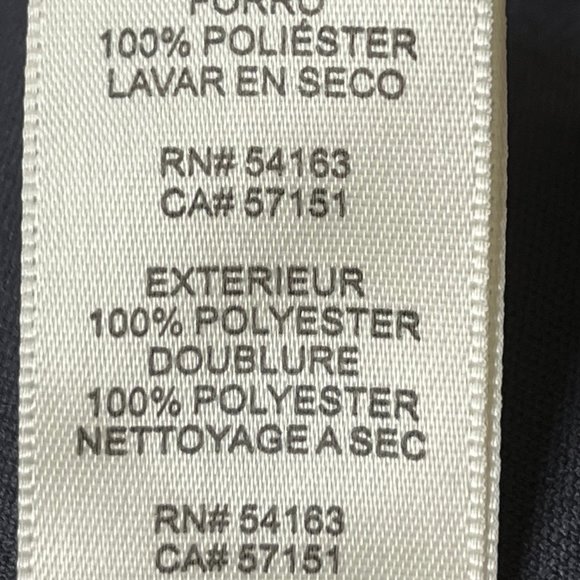 FORRO
100% POLIÉSTER
LAVAR EN SECO
RN# 54163
CA# 57151
EXTERIEUR
100% POLYESTER
DOUBLURE
100% POLYESTER
NETTOYAGE A SEC
RN# 54163
CA# 57151